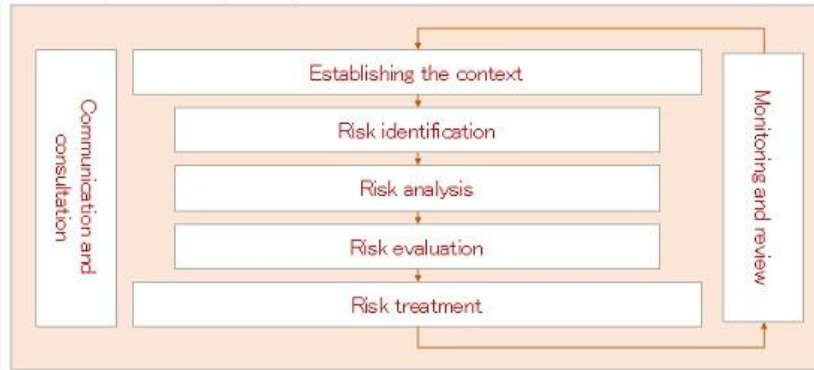 Communication and
consultation
Establishing the context
Risk identification
Risk analysis
Risk evaluation
Risk treatment
Monitoring and review